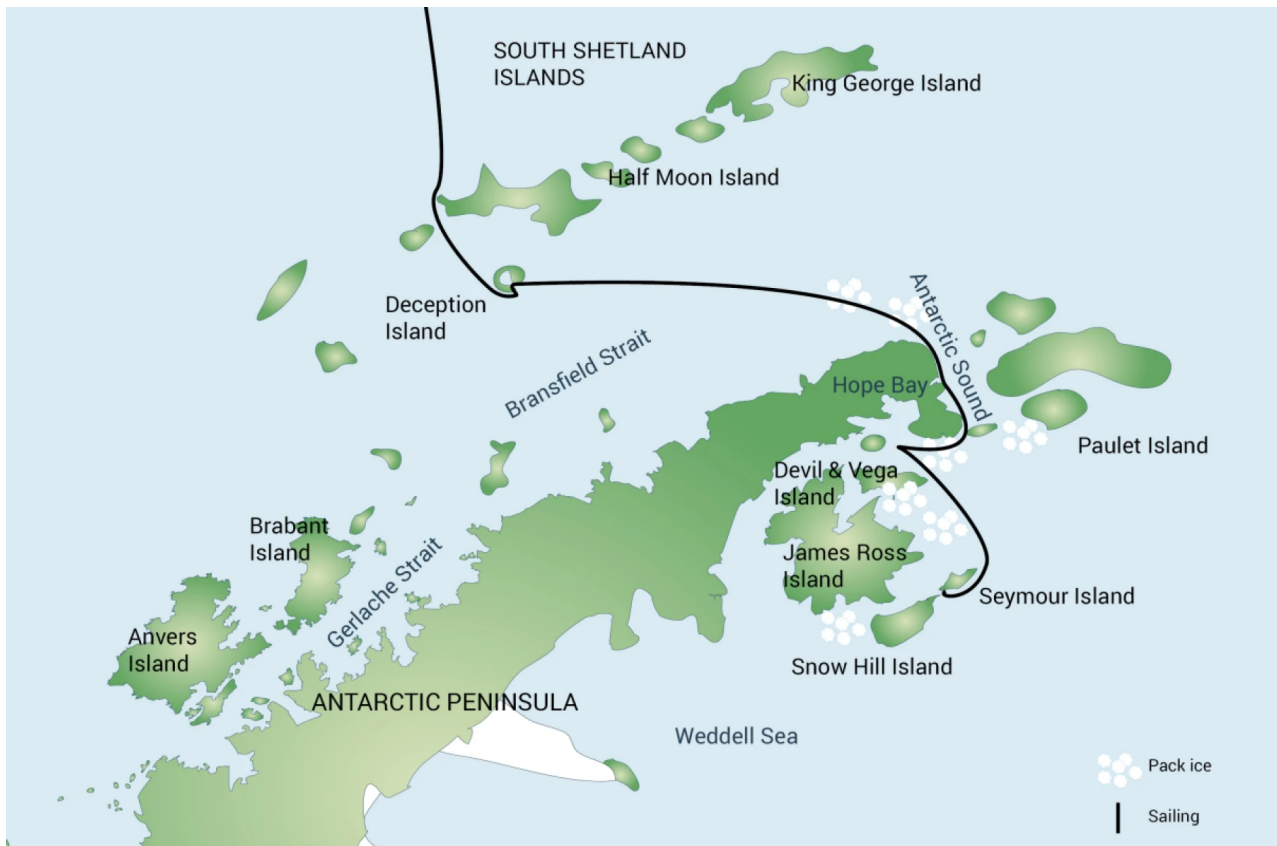 SOUTH SHETLAND
ISLANDS
King George Island
Half Moon Island
Deception
Island
Antarctic Sound
Bransfield Strait
Hope Bay
Paulet Island
Devil & Vega
Island
Brabant
Island
James Ross
Island
Gerlache Strait
Seymour Island
Anvers
Island
Snow Hill Island
ANTARCTIC PENINSULA
Weddell Sea
Pack ice
Sailing